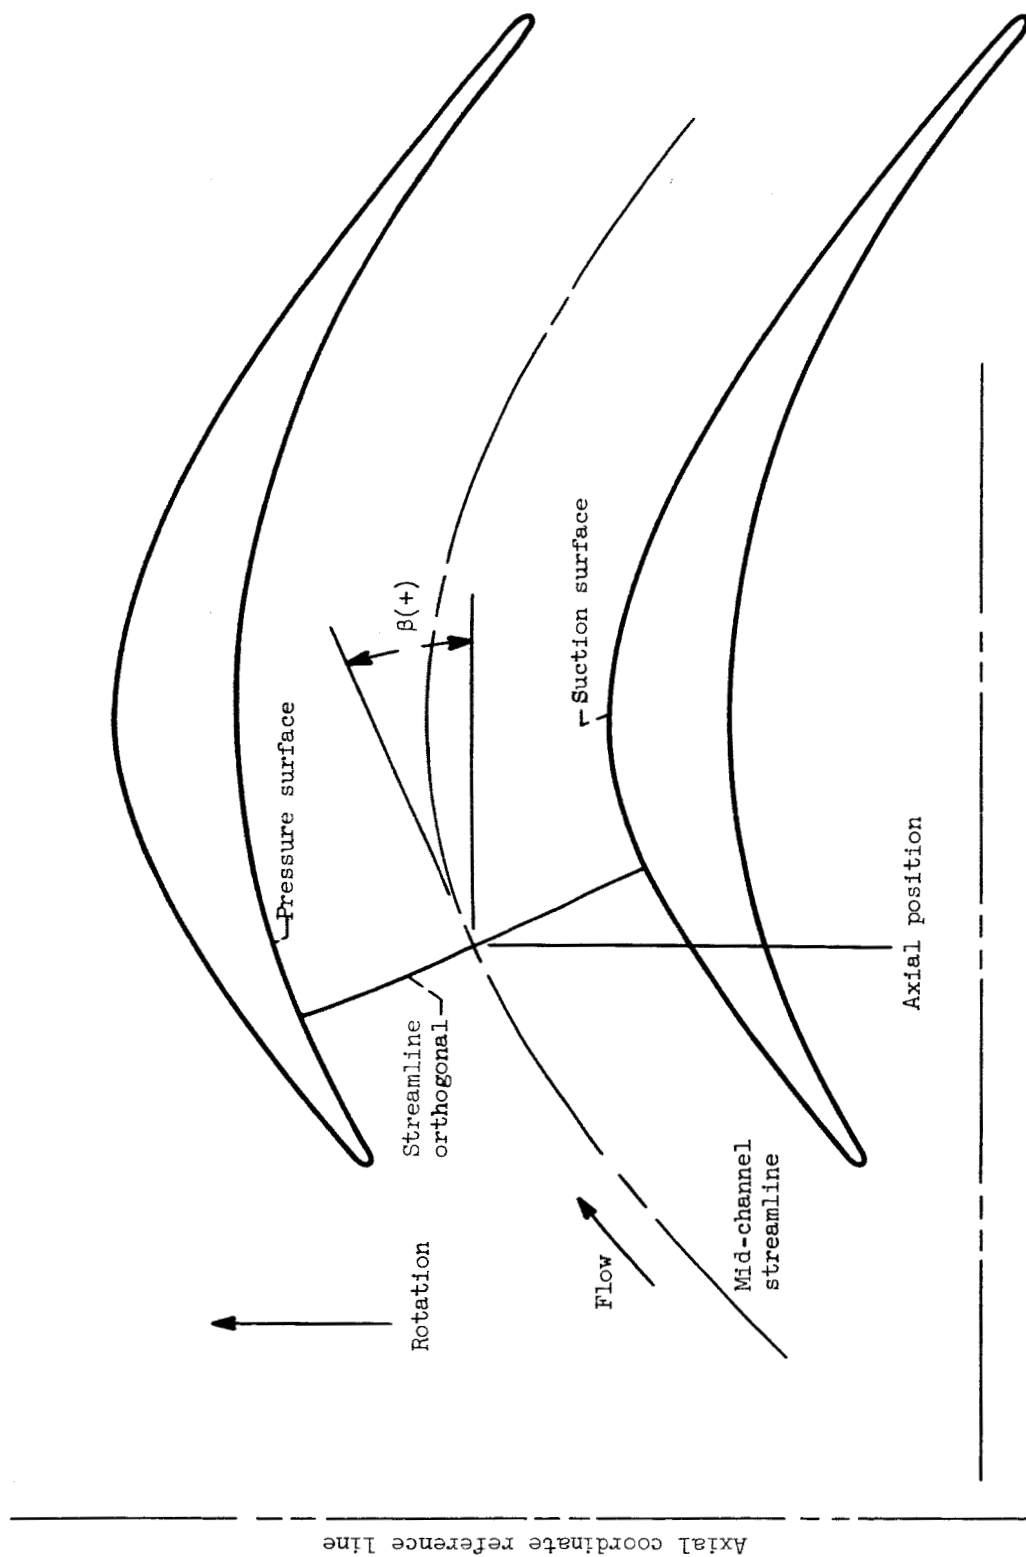 Pressure surface
β(+)
Suction surface
Streamline
orthogonal
Axial position
Rotation
Flow
Mid-channel
streamline
Axial coordinate reference line